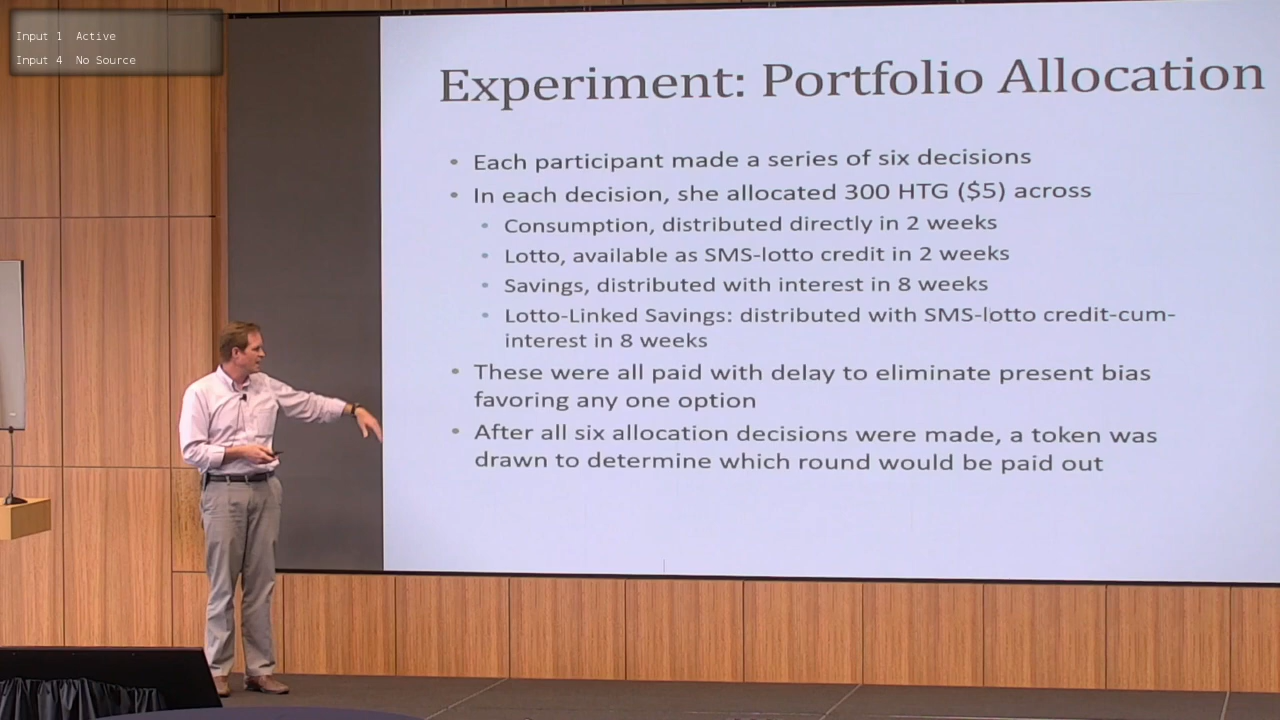 Input 1 Active
Input 4 No Source
Experiment: Portfolio Allocation
• Each participant made a series of six decisions
• In each decision, she allocated 300 HTG ($5) across
• Consumption, distributed directly in 2 weeks
• Lotto, available as SMS-lotto credit in 2 weeks
• Savings, distributed with interest in 8 weeks
• Lotto-Linked Savings: distributed with SMS-lotto credit-cum-
interest in 8 weeks
• These were all paid with delay to eliminate present bias
favoring any one option
• After all six allocation decisions were made, a token was
drawn to determine which round would be paid out